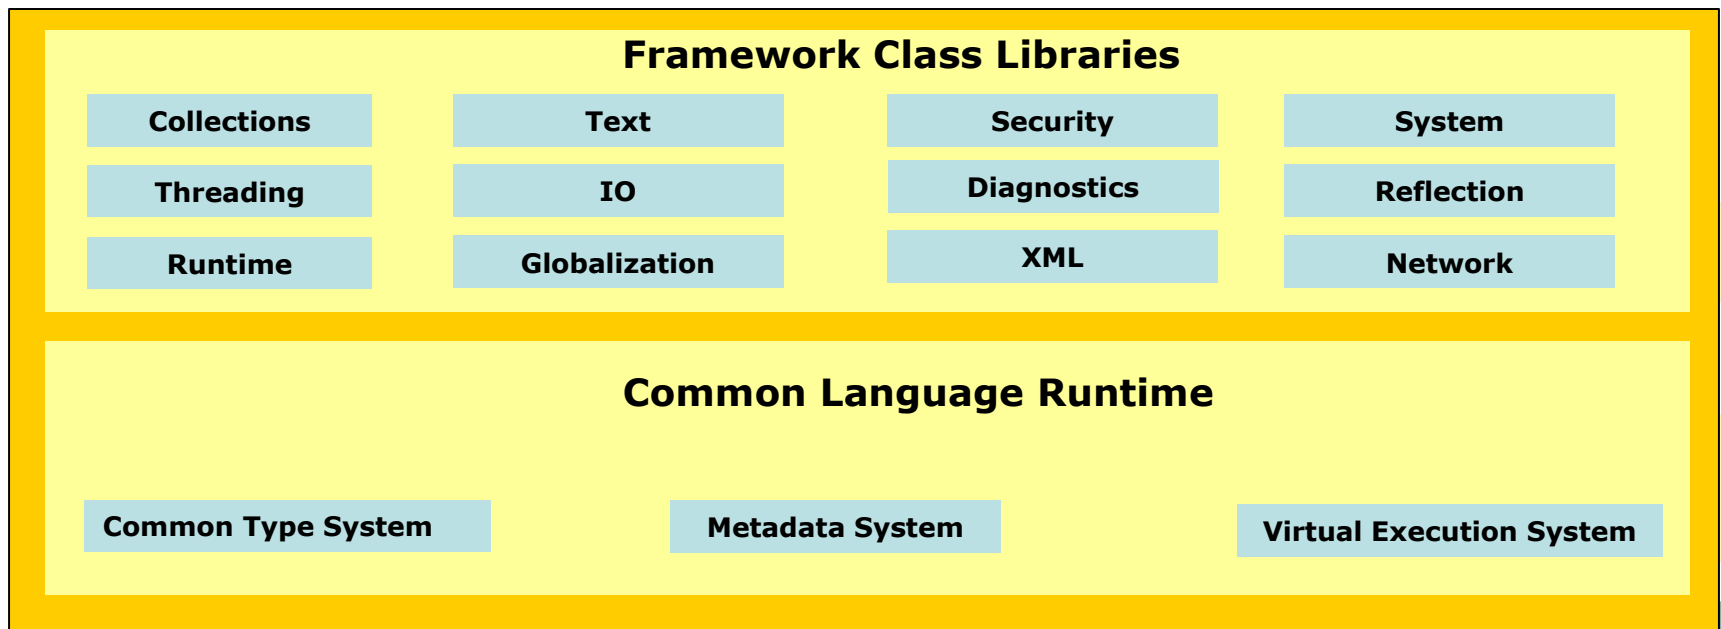 Framework Class Libraries
Collections
Text
Security
System
Threading
IO
Diagnostics
Reflection
Runtime
Globalization
XML
Network
Common Language Runtime
Common Type System
Metadata System
Virtual Execution System